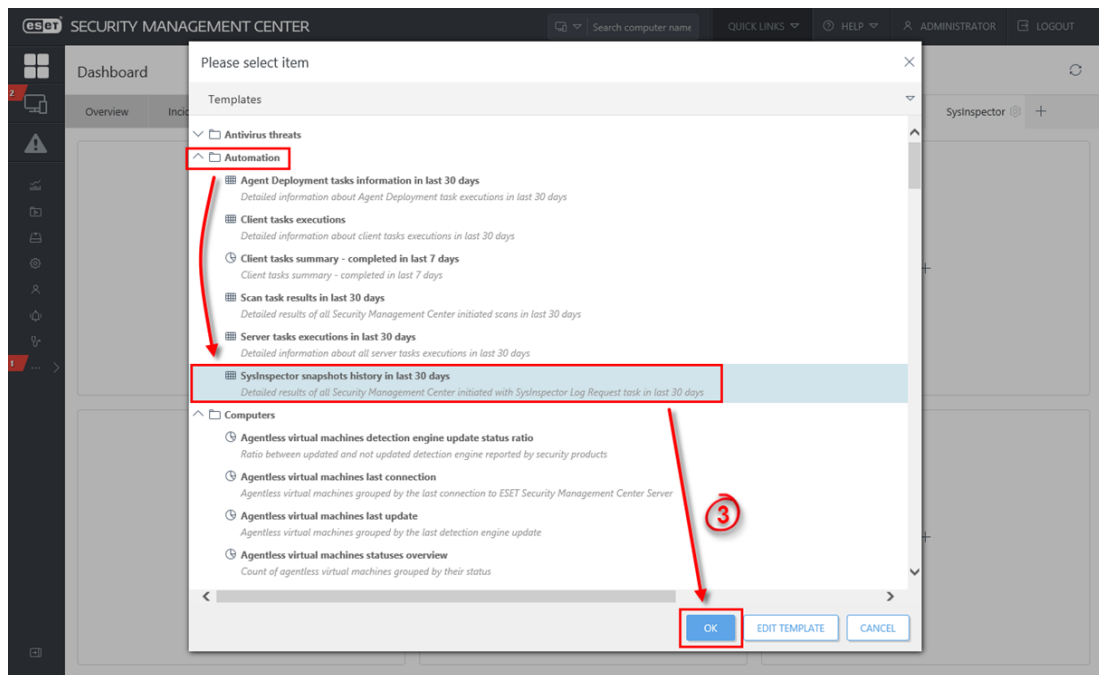 eset SECURITY MANAGEMENT CENTER Search computer name QUICK LINKS HELP ADMINISTRATOR LOGOUT
Please select item
Dashboard
2
Templates
Overview
SysInspector
Antivirus threats
Automation
Agent Deployment tasks information in last 30 days
Detailed information about Agent Deployment task executions in last 30 days
Client tasks executions
Detailed information about client tasks executions in last 30 days
Client tasks summary - completed in last 7 days
Client tasks summary - completed in last 7 days
Scan task results in last 30 days
Detailed results of all Security Management Center initiated scans in last 30 days
Server tasks executions in last 30 days
Detailed information about all server tasks executions in last 30 days
1
SysInspector snapshots history in last 30 days
Detailed results of all Security Management Center initiated with SysInspector Log Request task in last 30 days
Computers
Agentless virtual machines detection engine update status ratio
Ratio between updated and not updated detection engine reported by security products
Agentless virtual machines last connection
Agentless virtual machines grouped by the last connection to ESET Security Management Center Server
3
Agentless virtual machines last update
Agentless virtual machines grouped by the last detection engine update
Agentless virtual machines statuses overview
Count of agentless virtual machines grouped by their status
OK EDIT TEMPLATE CANCEL